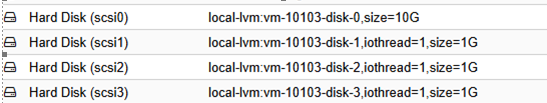 Hard Disk (scsi0) local-lvm:vm-10103-disk-0,size=10G
Hard Disk (scsi1) local-lvm:vm-10103-disk-1,iothread=1,size=1G
Hard Disk (scsi2) local-lvm:vm-10103-disk-2,iothread=1,size=1G
Hard Disk (scsi3) local-lvm:vm-10103-disk-3,iothread=1,size=1G